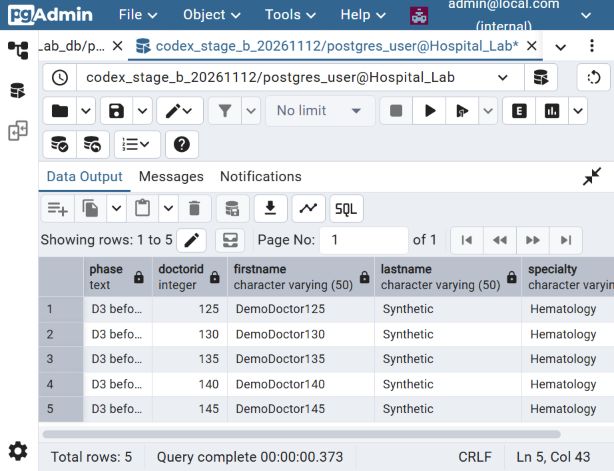 pgAdmin File Object Tools Help admin@local.com (internal)
_ab_db/p... codex_stage_b_20261112/postgres_user@Hospital_Lab*
codex_stage_b_20261112/postgres_user@Hospital_Lab
No limit
E
Data Output Messages Notifications
SQL
Showing rows: 1 to 5 Page No: 1 of 1
phase doctorid firstname lastname specialty
text integer character varying (50) character varying (50) character varyin
1 D3 befo... 125 DemoDoctor125 Synthetic Hematology
2 D3 befo... 130 DemoDoctor130 Synthetic Hematology
3 D3 befo... 135 DemoDoctor135 Synthetic Hematology
4 D3 befo... 140 DemoDoctor140 Synthetic Hematology
5 D3 befo... 145 DemoDoctor145 Synthetic Hematology
Total rows: 5 Query complete 00:00:00.373 CRLF Ln 5, Col 43